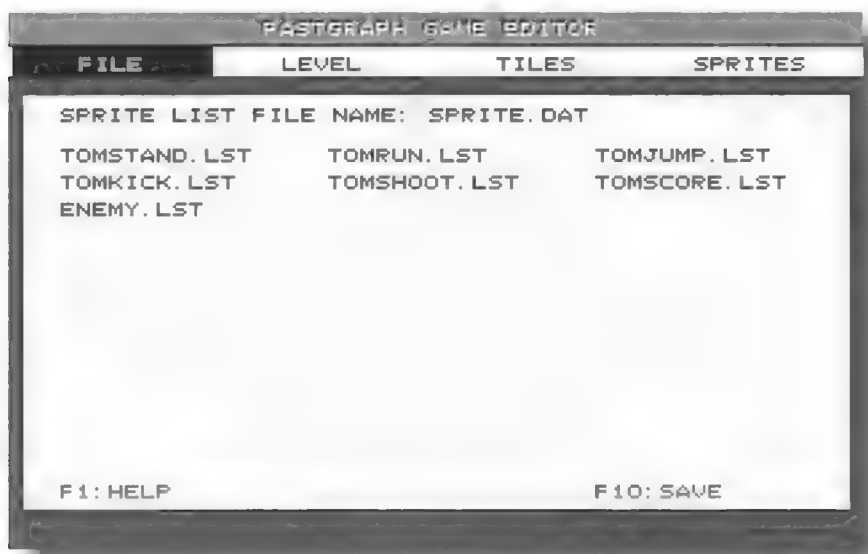 FASTGRAPH GAME EDITOR
FILE LEVEL TILES SPRITES
SPRITE LIST FILE NAME: SPRITE.DAT
TOMSTAND.LST TOMRUN.LST TOMJUMP.LST
TOMKICK.LST TOMSHOOT.LST TOMSCORE.LST
ENEMY.LST
F1:HELP F10:SAVE